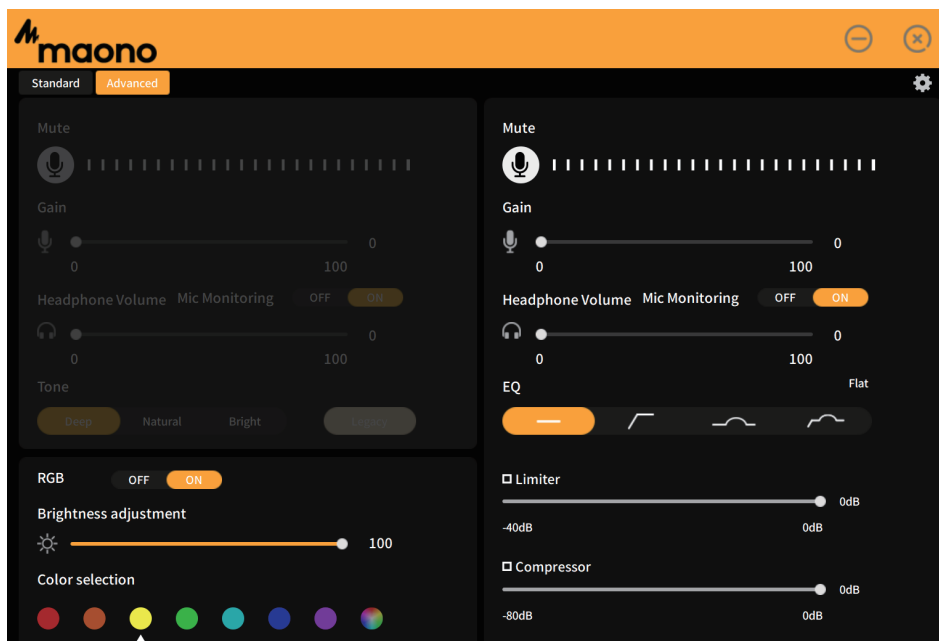 maono
Standard Advanced
Mute
Gain
0
0 100
Headphone Volume Mic Monitoring OFF ON
0
0 100
Tone
Deep Natural Bright Legacy
RGB OFF ON
Brightness adjustment
100
Color selection
Mute
Gain
0
0 100
Headphone Volume Mic Monitoring OFF ON
0
0 100
EQ Flat
Limiter
0dB
-40dB 0dB
Compressor
0dB
-80dB 0dB